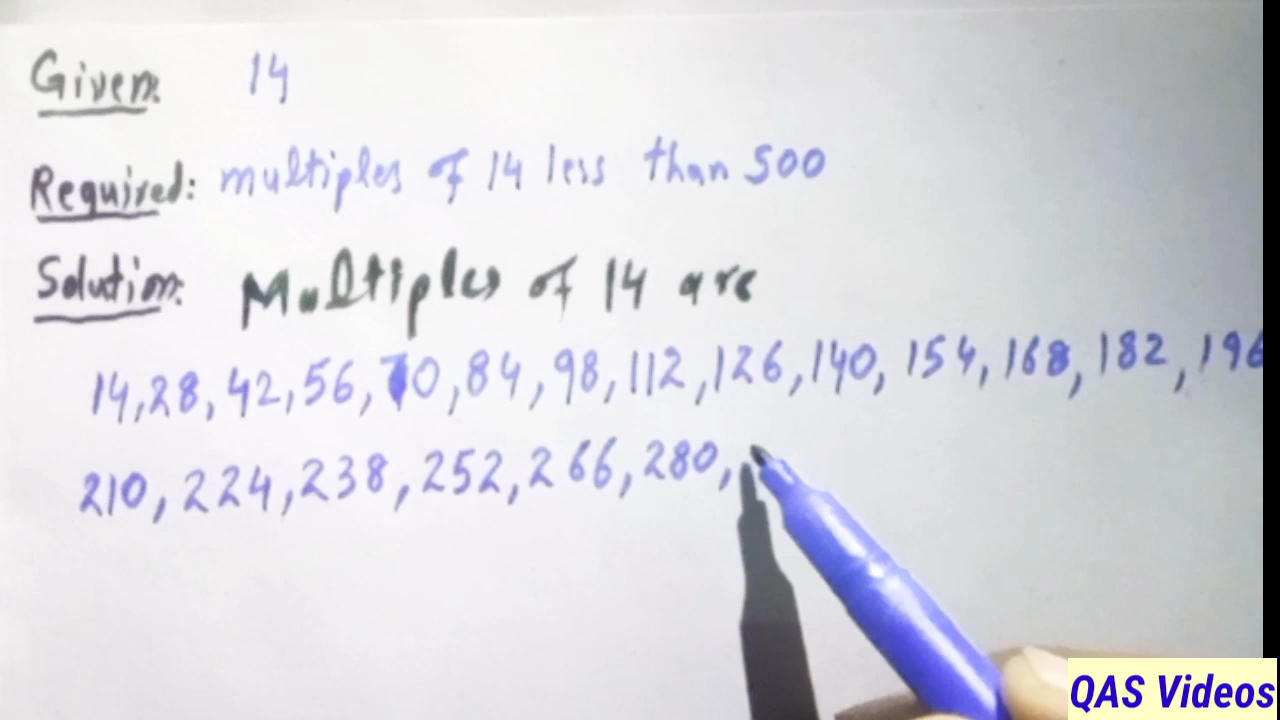 Given: 14
Required: multiples of 14 less than 500
Solution: Multiples of 14 are
14, 28, 42, 56, 70, 84, 98, 112, 126, 140, 154, 168, 182, 196
210, 224, 238, 252, 266, 280,
QAS Videos